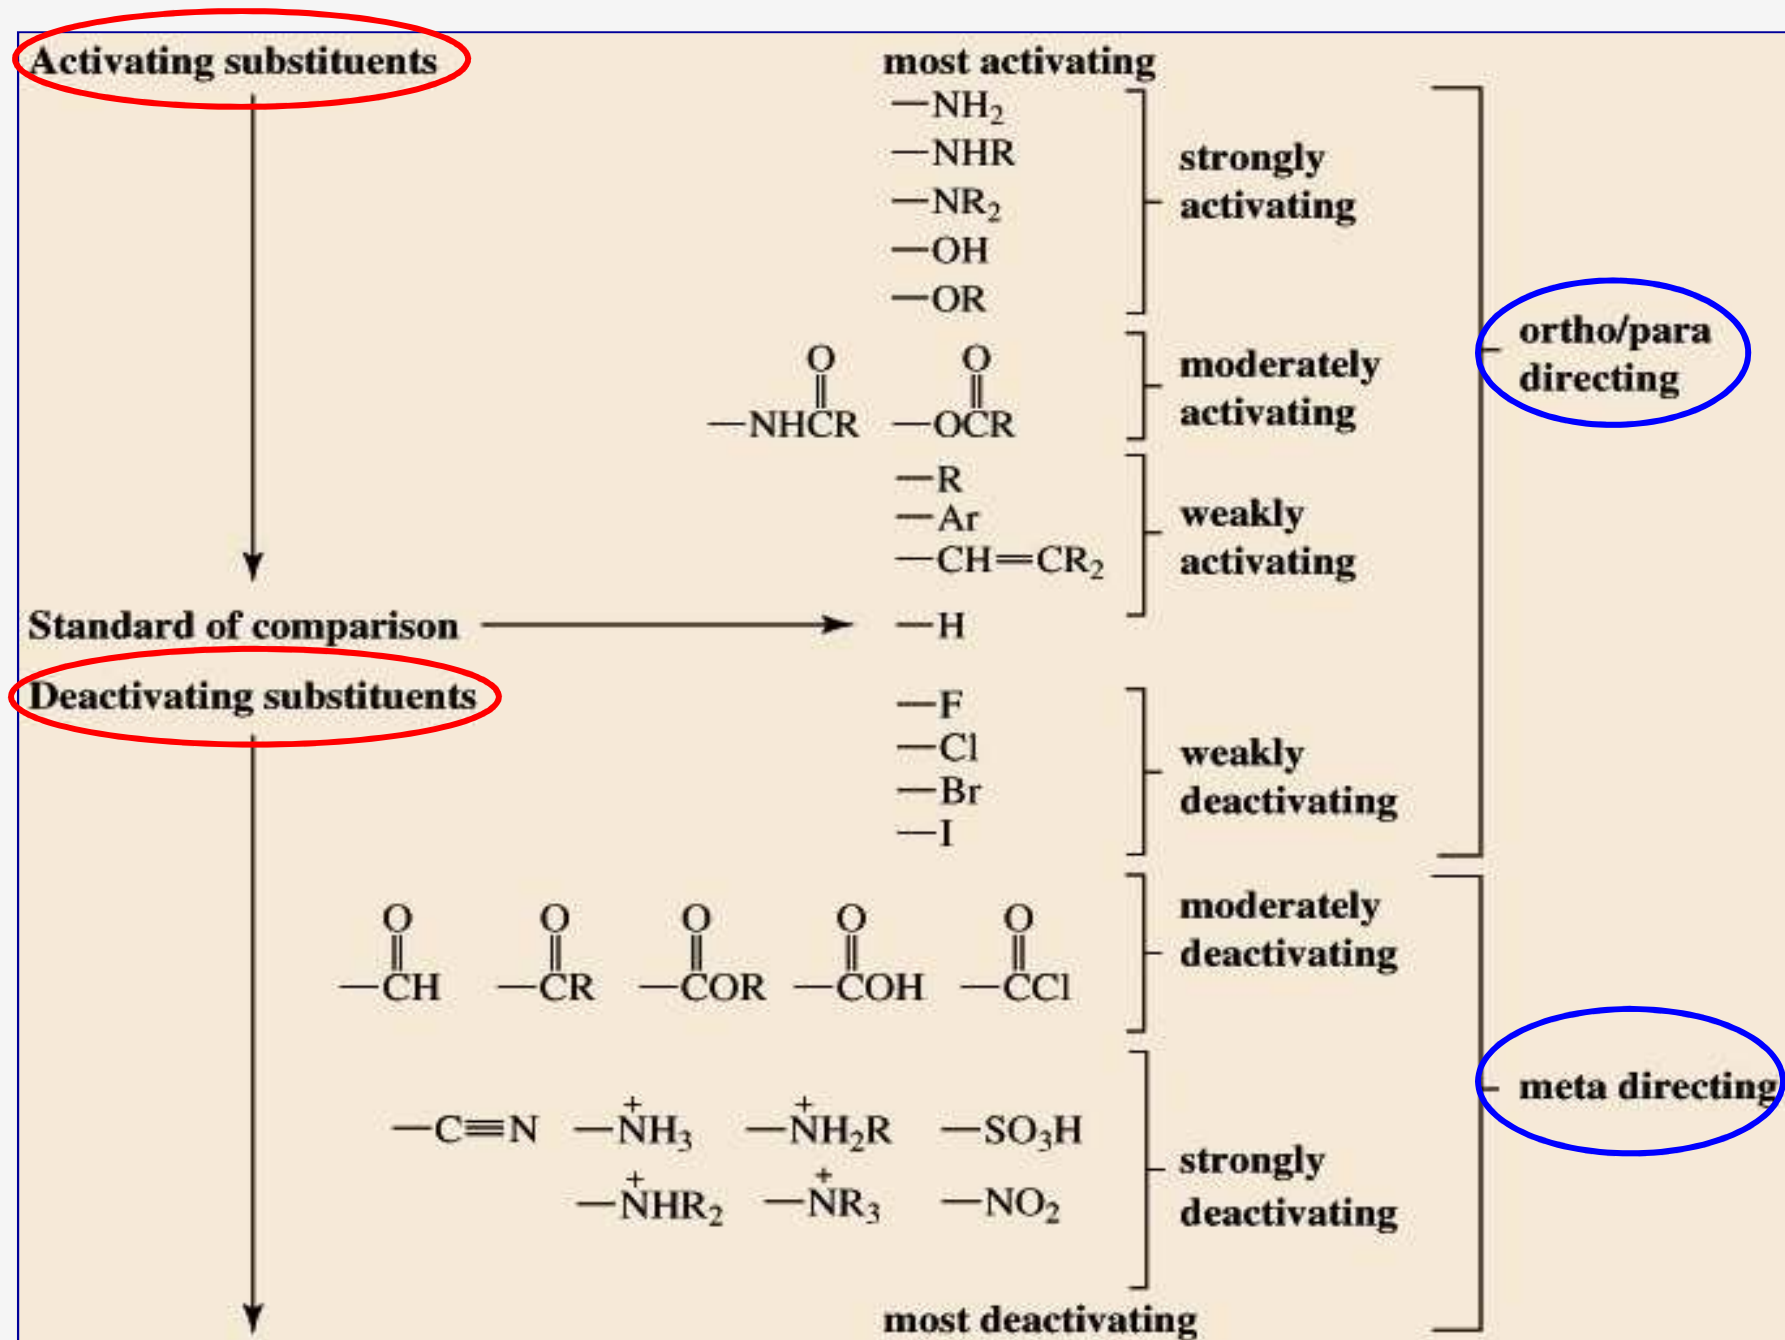 Activating substituents
most activating
—NH₂
—NHR
—NR₂
—OH
—OR
strongly
activating
O O
—NHCR —OCR
moderately
activating
—R
—Ar
—CH=CR₂
weakly
activating
ortho/para
directing
Standard of comparison
—H
Deactivating substituents
—F
—Cl
—Br
—I
weakly
deactivating
O O O O O
—CH —CR —COR —COH —CCl
moderately
deactivating
+ +
—C≡N —NH₃ —NH₂R —SO₃H
+ +
—NHR₂ —NR₃ —NO₂
strongly
deactivating
meta directing
most deactivating